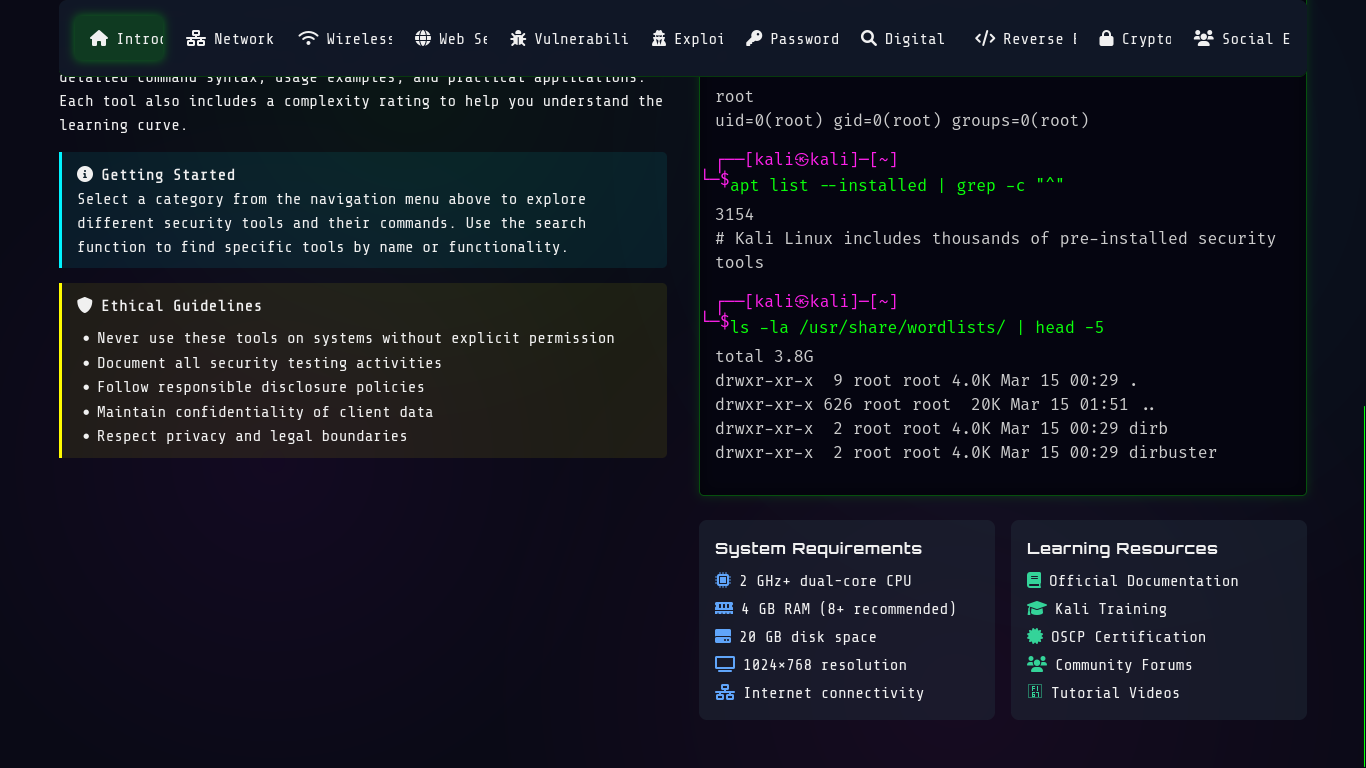 Introd
Network
Wireless
Web Se
Vulnerabili
Exploi
Password
Digital
Reverse E
Crypto
Social E
detailed command syntax, usage examples, and practical applications.
Each tool also includes a complexity rating to help you understand the
learning curve.
Getting Started
Select a category from the navigation menu above to explore
different security tools and their commands. Use the search
function to find specific tools by name or functionality.
Ethical Guidelines
• Never use these tools on systems without explicit permission
• Document all security testing activities
• Follow responsible disclosure policies
• Maintain confidentiality of client data
• Respect privacy and legal boundaries
root
uid=0(root) gid=0(root) groups=0(root)
┌──[kali㉿kali]─[~]
└─$apt list --installed | grep -c "^"
3154
# Kali Linux includes thousands of pre-installed security
tools
┌──[kali㉿kali]─[~]
└─$ls -la /usr/share/wordlists/ | head -5
total 3.8G
drwxr-xr-x  9 root root 4.0K Mar 15 00:29 .
drwxr-xr-x 626 root root  20K Mar 15 01:51 ..
drwxr-xr-x  2 root root 4.0K Mar 15 00:29 dirb
drwxr-xr-x  2 root root 4.0K Mar 15 00:29 dirbuster
System Requirements
2 GHz+ dual-core CPU
4 GB RAM (8+ recommended)
20 GB disk space
1024×768 resolution
Internet connectivity
Learning Resources
Official Documentation
Kali Training
OSCP Certification
Community Forums
Tutorial Videos